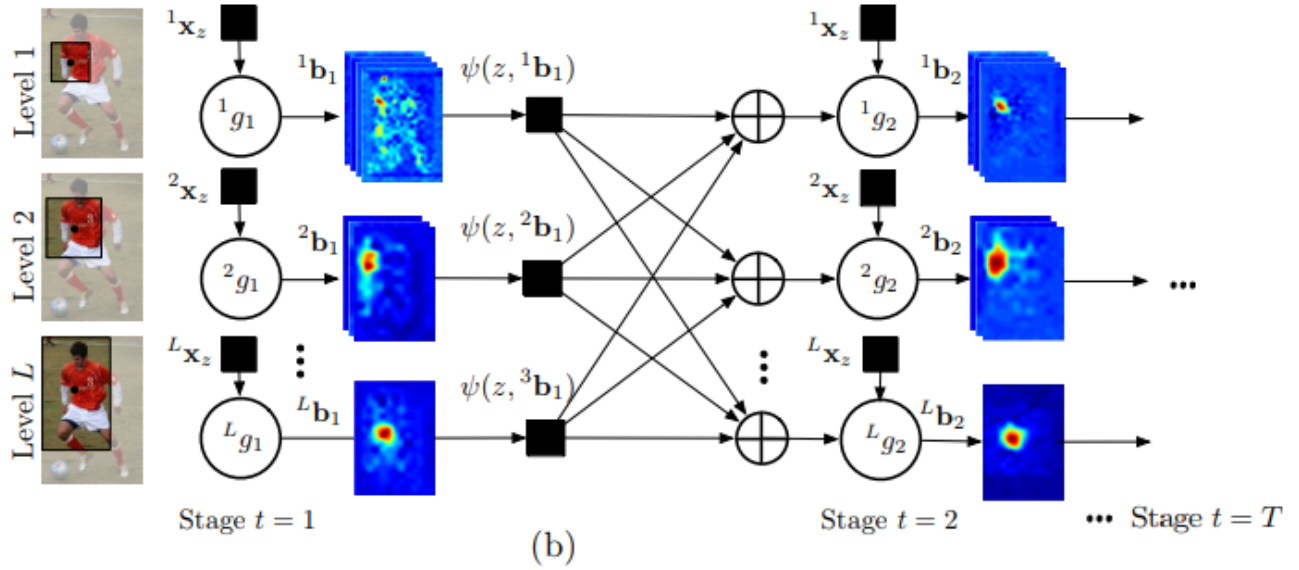 Level 1
¹x_z
¹g₁
¹b₁
ψ(z, ¹b₁)
¹x_z
¹g₂
¹b₂
Level 2
²x_z
²g₁
²b₁
ψ(z, ²b₁)
²x_z
²g₂
²b₂
...
Level L
ᴸx_z
ᴸg₁
ᴸb₁
ψ(z, ³b₁)
ᴸx_z
ᴸg₂
ᴸb₂
Stage t = 1
Stage t = 2
... Stage t = T
(b)